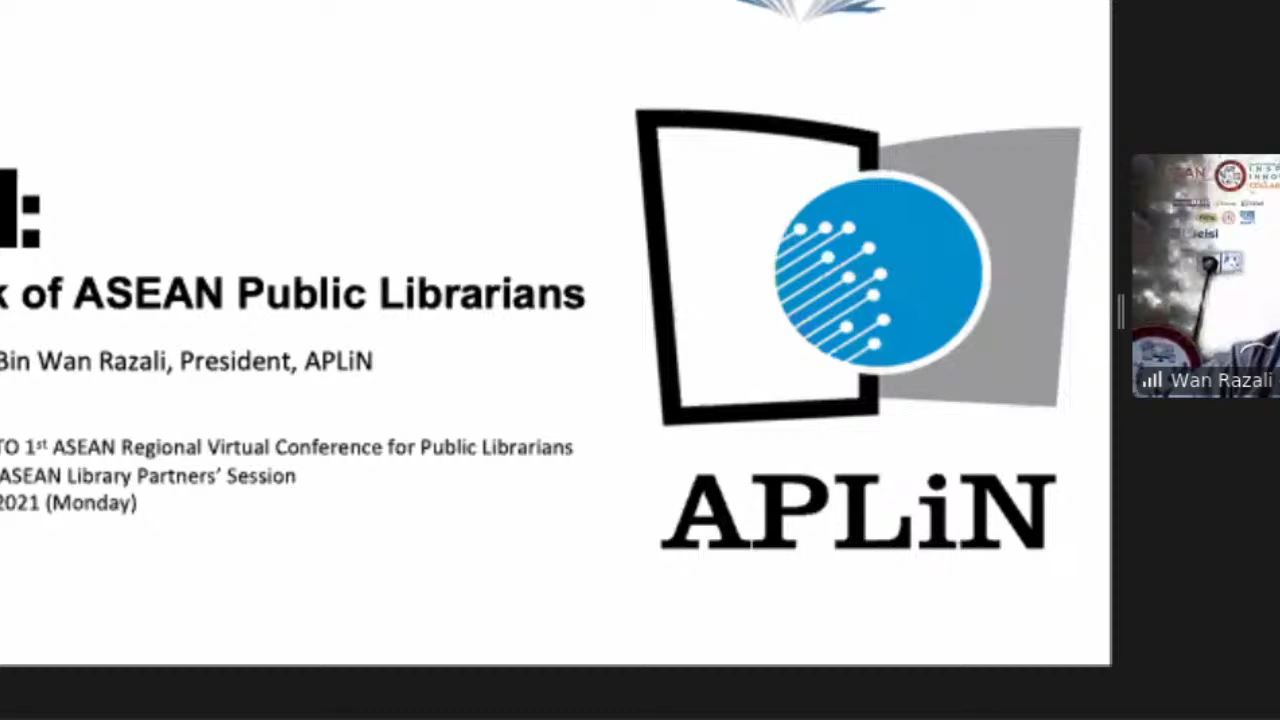 :
of ASEAN Public Librarians
Bin Wan Razali, President, APLiN
TO 1st ASEAN Regional Virtual Conference for Public Librarians
ASEAN Library Partners' Session
2021 (Monday)
APLiN
Wan Razali